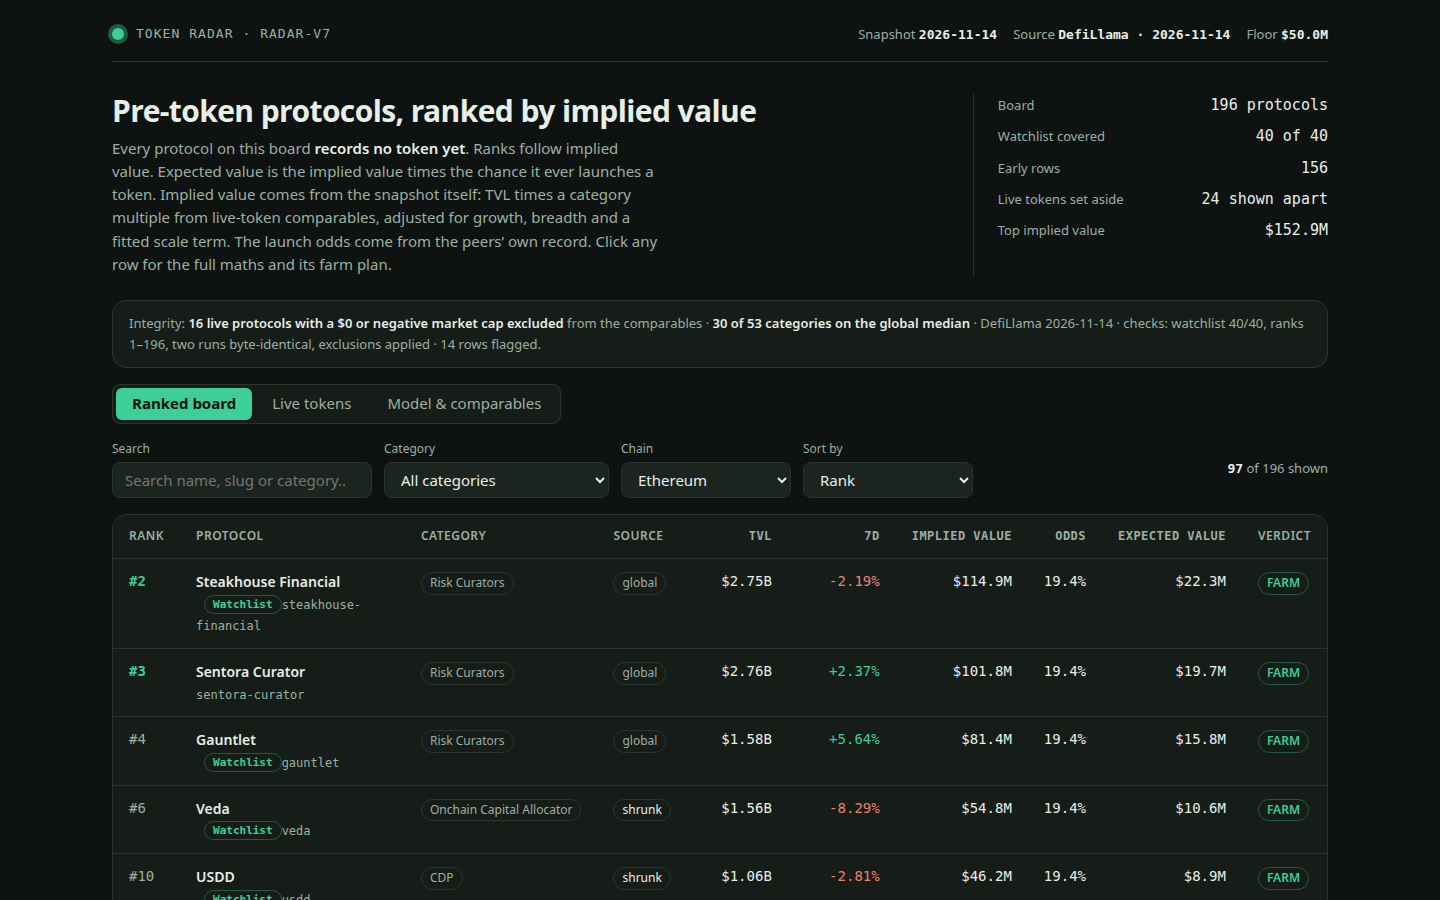 TOKEN RADAR · RADAR-V7
Snapshot 2026-11-14 Source DefiLlama · 2026-11-14 Floor $50.0M
Pre-token protocols, ranked by implied value
Every protocol on this board records no token yet. Ranks follow implied
value. Expected value is the implied value times the chance it ever launches a
token. Implied value comes from the snapshot itself: TVL times a category
multiple from live-token comparables, adjusted for growth, breadth and a
fitted scale term. The launch odds come from the peers’ own record. Click any
row for the full maths and its farm plan.
Board 196 protocols
Watchlist covered 40 of 40
Early rows 156
Live tokens set aside 24 shown apart
Top implied value $152.9M
Integrity: 16 live protocols with a $0 or negative market cap excluded from the comparables · 30 of 53 categories on the global median · DefiLlama 2026-11-14 · checks: watchlist 40/40, ranks
1–196, two runs byte-identical, exclusions applied · 14 rows flagged.
Ranked board Live tokens Model & comparables
Search Category Chain Sort by
Search name, slug or category.. All categories Ethereum Rank
97 of 196 shown
RANK PROTOCOL CATEGORY SOURCE TVL 7D IMPLIED VALUE ODDS EXPECTED VALUE VERDICT
#2 Steakhouse Financial Risk Curators global $2.75B -2.19% $114.9M 19.4% $22.3M FARM
Watchlist steakhouse-
financial
#3 Sentora Curator Risk Curators global $2.76B +2.37% $101.8M 19.4% $19.7M FARM
sentora-curator
#4 Gauntlet Risk Curators global $1.58B +5.64% $81.4M 19.4% $15.8M FARM
Watchlist gauntlet
#6 Veda Onchain Capital Allocator shrunk $1.56B -8.29% $54.8M 19.4% $10.6M FARM
Watchlist veda
#10 USDD CDP shrunk $1.06B -2.81% $46.2M 19.4% $8.9M FARM
Watchlist usdd